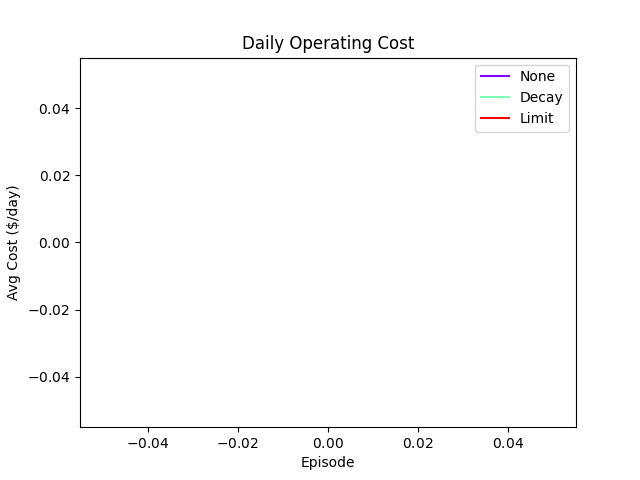 Daily Operating Cost
None
Decay
Limit
Avg Cost ($/day)
0.04
0.02
0.00
−0.02
−0.04
−0.04 −0.02 0.00 0.02 0.04
Episode